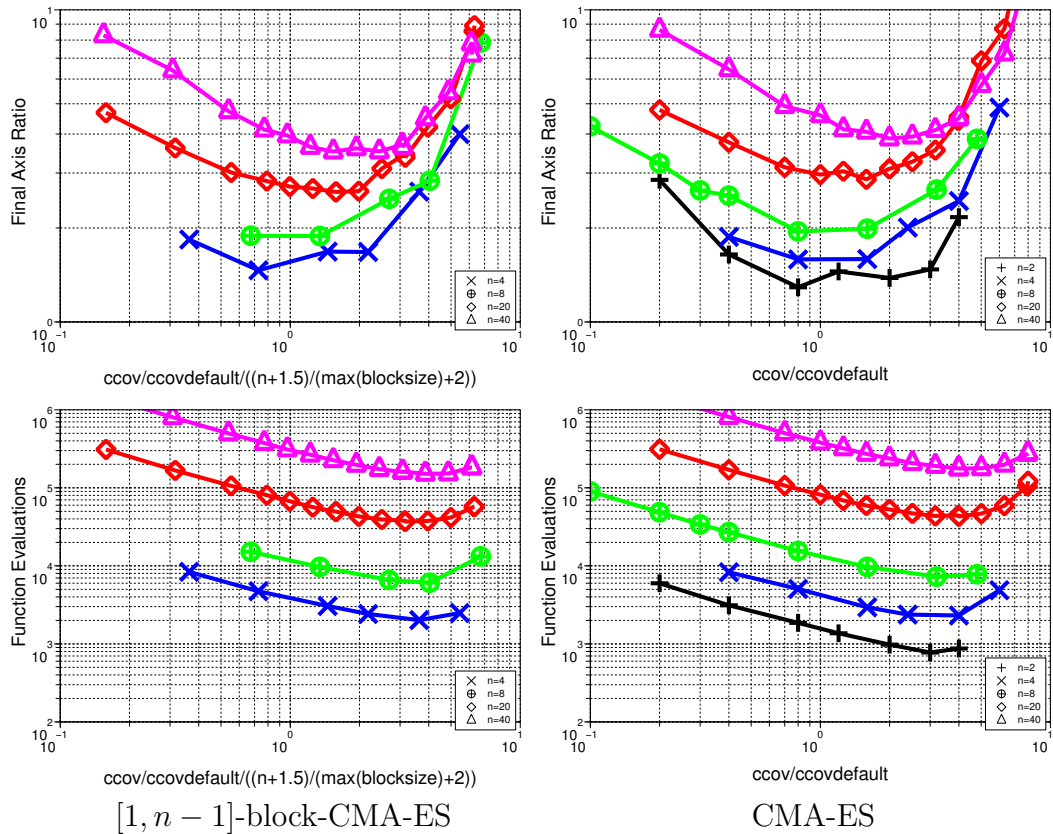 10^1
Final Axis Ratio
10^0
10^-1
10^0
10^1
n=4
n=8
n=20
n=40
ccov/ccovdefault/((n+1.5)/(max(blocksize)+2))
10^1
Final Axis Ratio
10^0
10^-1
10^0
10^1
n=2
n=4
n=8
n=20
n=40
ccov/ccovdefault
10^6
10^5
10^4
10^3
10^2
Function Evaluations
10^-1
10^0
10^1
n=4
n=8
n=20
n=40
ccov/ccovdefault/((n+1.5)/(max(blocksize)+2))
10^6
10^5
10^4
10^3
10^2
Function Evaluations
10^-1
10^0
10^1
n=2
n=4
n=8
n=20
n=40
ccov/ccovdefault
[1, n − 1]-block-CMA-ES
CMA-ES